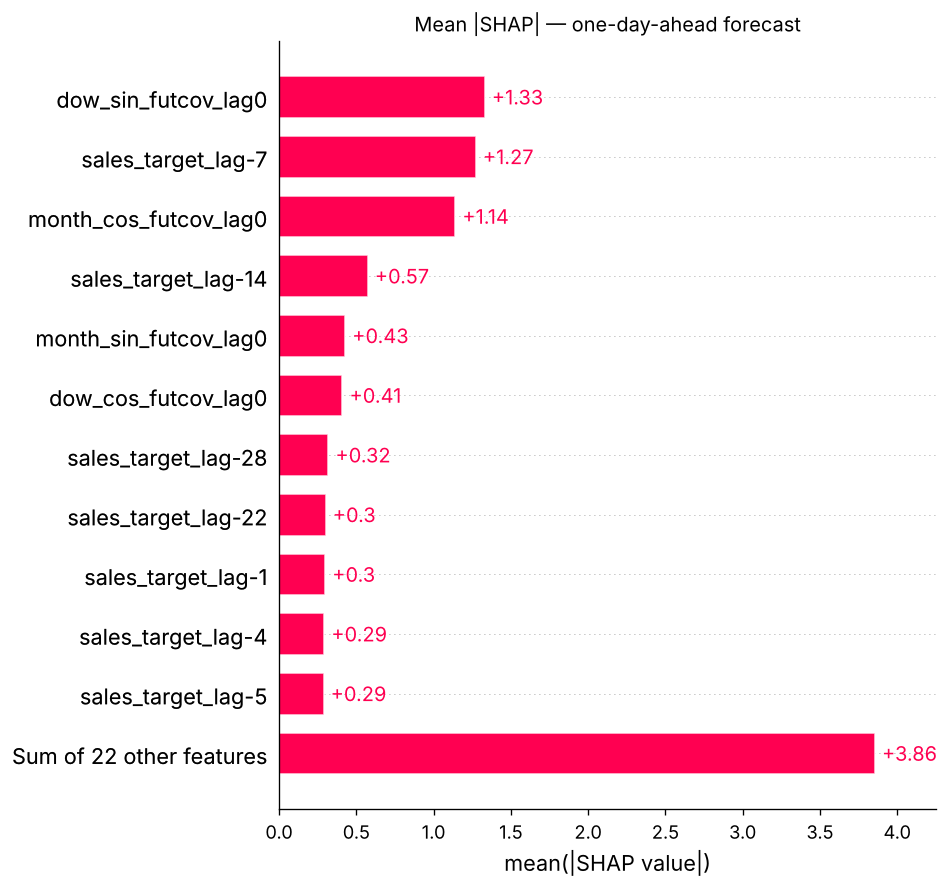 Mean |SHAP| — one-day-ahead forecast
dow_sin_futcov_lag0 +1.33
sales_target_lag-7 +1.27
month_cos_futcov_lag0 +1.14
sales_target_lag-14 +0.57
month_sin_futcov_lag0 +0.43
dow_cos_futcov_lag0 +0.41
sales_target_lag-28 +0.32
sales_target_lag-22 +0.3
sales_target_lag-1 +0.3
sales_target_lag-4 +0.29
sales_target_lag-5 +0.29
Sum of 22 other features +3.86
0.0 0.5 1.0 1.5 2.0 2.5 3.0 3.5 4.0
mean(|SHAP value|)